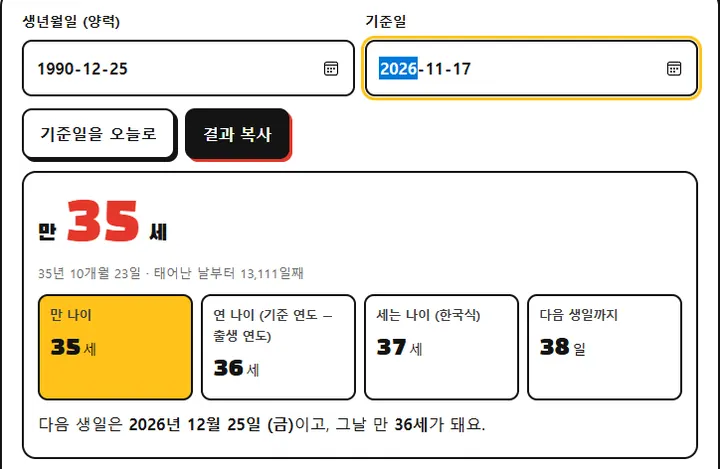 생년월일 (양력)
기준일
1990-12-25
2026-11-17
기준일을 오늘로
결과 복사
만 35 세
35년 10개월 23일 · 태어난 날부터 13,111일째
만 나이
35 세
연 나이 (기준 연도 −
출생 연도)
36 세
세는 나이 (한국식)
37 세
다음 생일까지
38 일
다음 생일은 2026년 12월 25일 (금)이고, 그날 만 36세가 돼요.